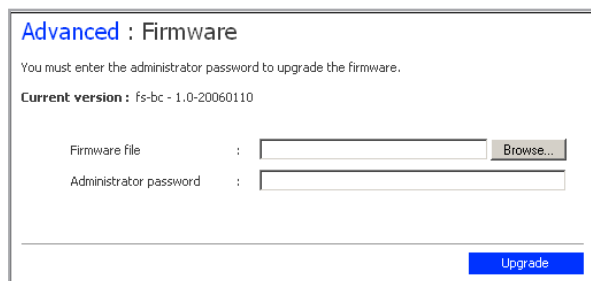 Advanced : Firmware
You must enter the administrator password to upgrade the firmware.
Current version : fs-bc - 1.0-20060110
Firmware file : Browse...
Administrator password :
Upgrade